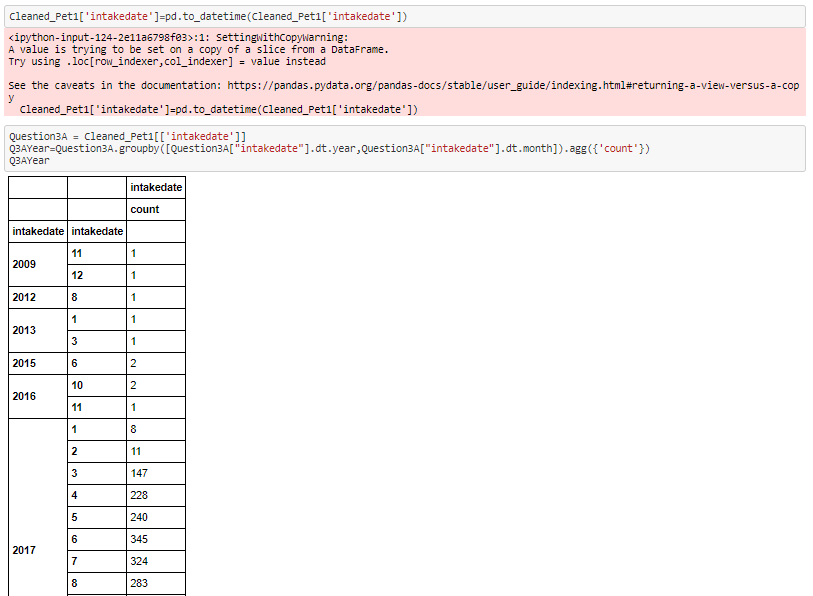 Cleaned_Pet1['intakedate']=pd.to_datetime(Cleaned_Pet1['intakedate'])
<ipython-input-124-2e11a6798f03>:1: SettingWithCopyWarning:
A value is trying to be set on a copy of a slice from a DataFrame.
Try using .loc[row_indexer,col_indexer] = value instead
See the caveats in the documentation: https://pandas.pydata.org/pandas-docs/stable/user_guide/indexing.html#returning-a-view-versus-a-cop
y
Cleaned_Pet1['intakedate']=pd.to_datetime(Cleaned_Pet1['intakedate'])
Question3A = Cleaned_Pet1[['intakedate']]
Q3AYear=Question3A.groupby([Question3A["intakedate"].dt.year,Question3A["intakedate"].dt.month]).agg({'count'})
Q3AYear
intakedate
count
intakedate intakedate
2009 11 1
12 1
2012 8 1
2013 1 1
3 1
2015 6 2
2016 10 2
11 1
2017 1 8
2 11
3 147
4 228
5 240
6 345
7 324
8 283